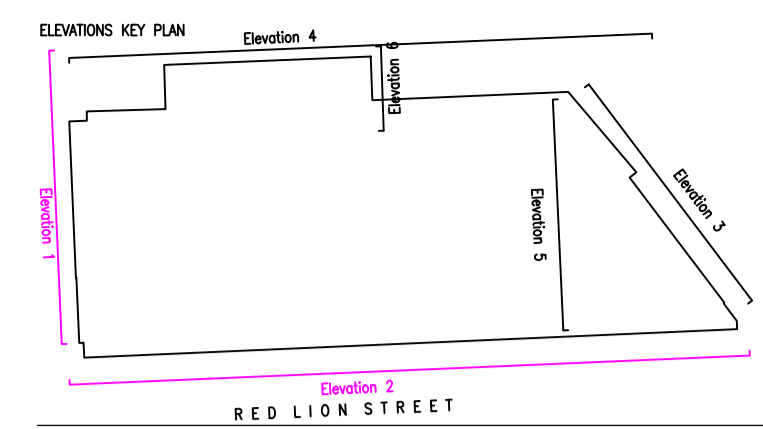 ELEVATIONS KEY PLAN
Elevation 4
Elevation 6
Elevation 1
Elevation 5
Elevation 3
Elevation 2
RED LION STREET